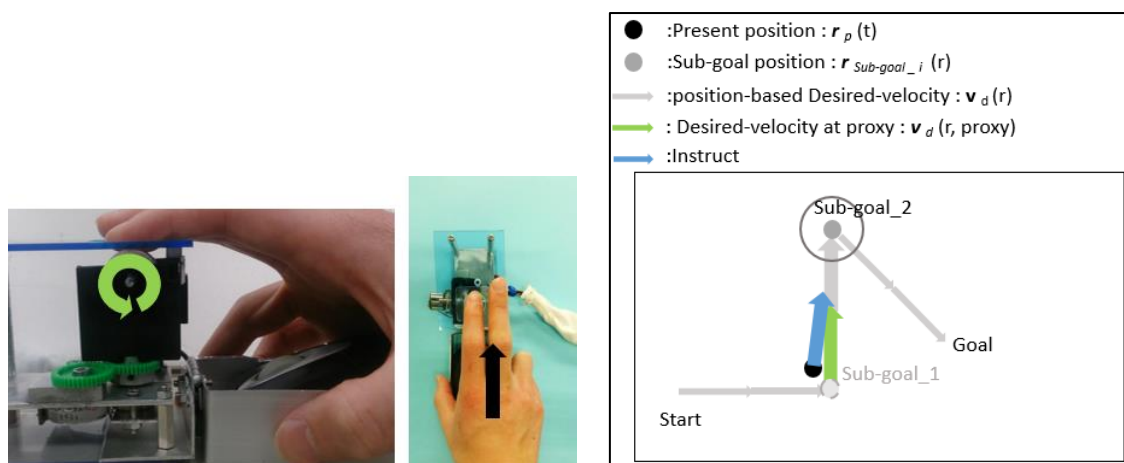 :Present position : r p (t)
:Sub-goal position : r Sub-goal_i (r)
:position-based Desired-velocity : v d (r)
: Desired-velocity at proxy : v d (r, proxy)
:Instruct
Sub-goal_2
Goal
Sub-goal_1
Start